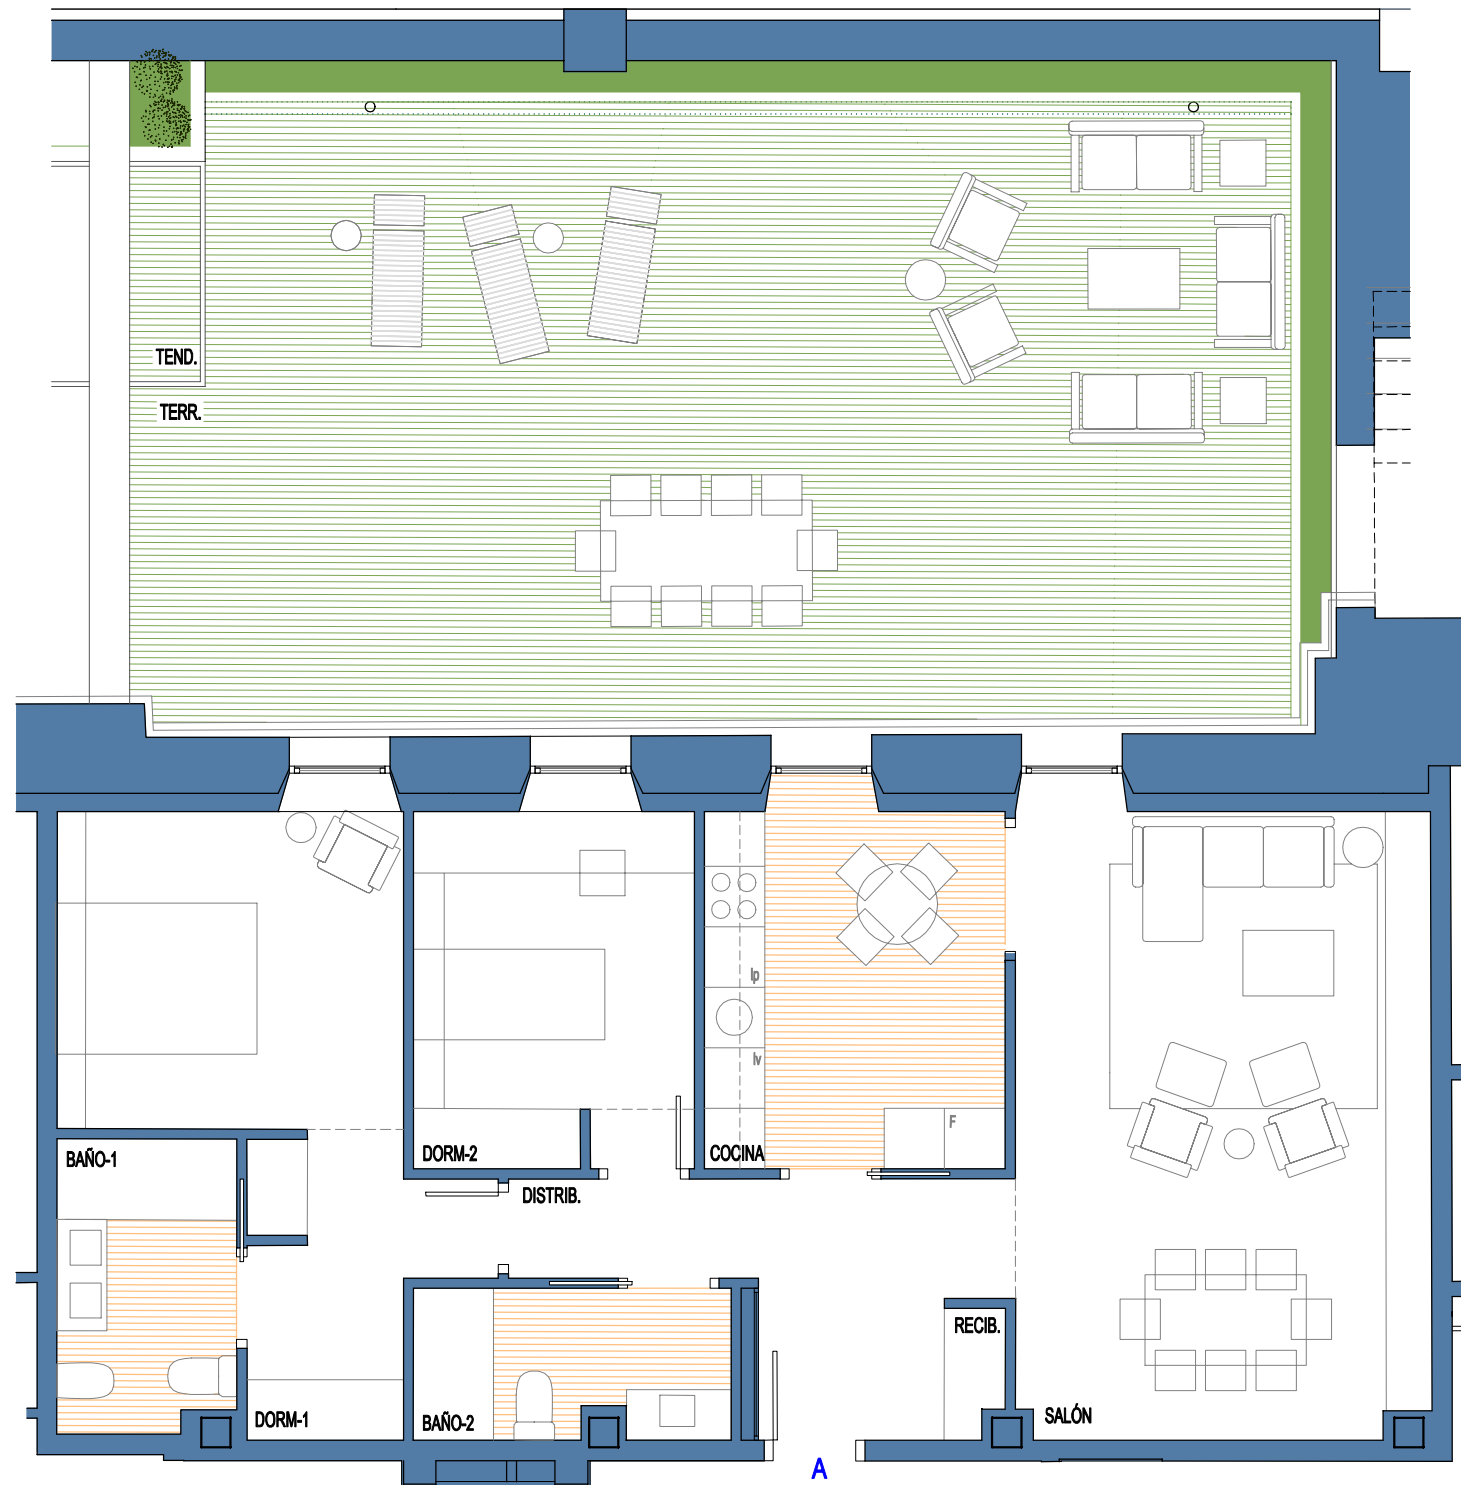 TEND.
TERR.
lp
lv
F
BAÑO-1
DORM-2
COCINA
DISTRIB.
RECIB.
DORM-1
BAÑO-2
SALÓN
A